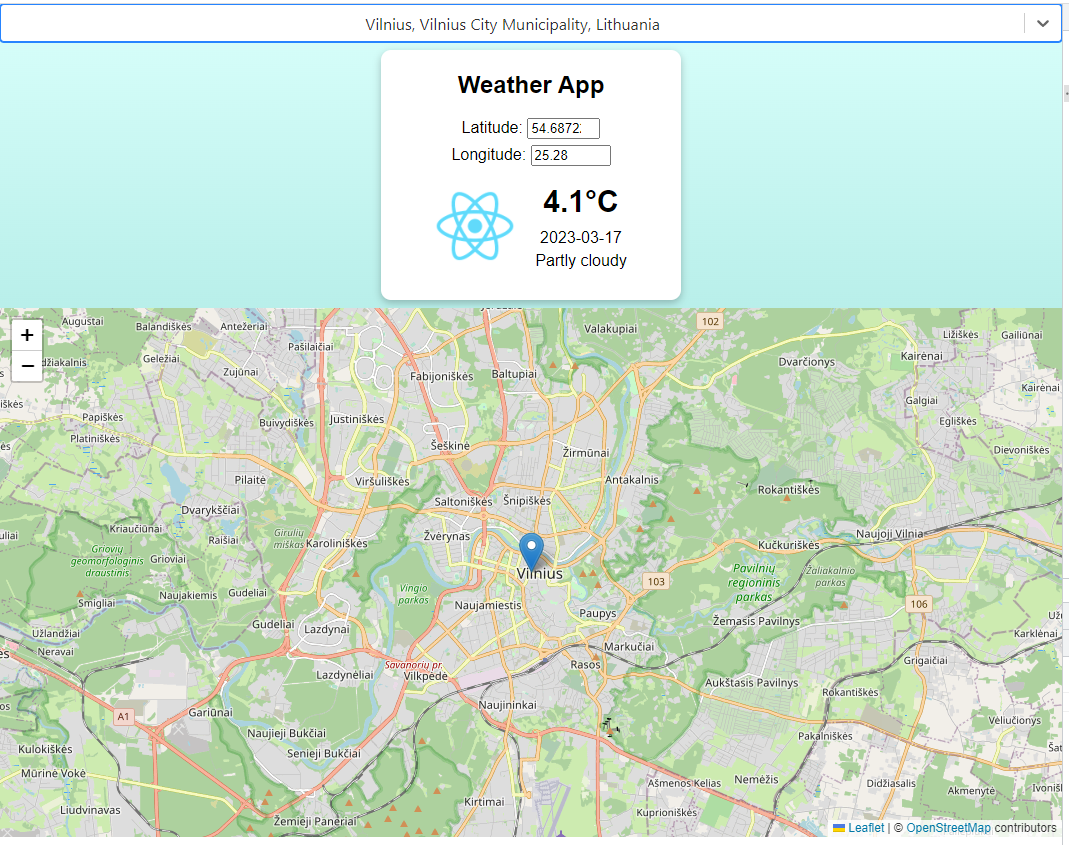 Vilnius, Vilnius City Municipality, Lithuania
Weather App
Latitude: 54.6872
Longitude: 25.28
4.1°C
2023-03-17
Partly cloudy
+
−
Augustai
Balandiškės
Antežeriai
Pašilaičiai
Valakupiai
102
Ližiškės
Gailiūnai
Geležiai
Zujūnai
Fabijoniškės
Baltupiai
Dvarčionys
Kairėnai
Kairėnai
Papiškės
Buivydiškės
Justiniškės
Galgiai
Egliškės
Platiniškės
Šeškinė
Žirmūnai
Dievoniškės
Pilaitė
Viršuliškės
Antakalnis
Rokantiškės
Saltoniškės
Šnipiškės
Dvarykščiai
Kriaučiūnai
Raišiai
Girulių
miškas
Karoliniškės
Žvėrynas
Naujoji Vilnia
Griovių
geomorfologinis
draustinis
Grioviai
Kučkuriškės
Vilnius
Pavilnių
regioninis
parkas
Žaliakalnio
parkas
103
Smigliai
Naujakiemis
Gudeliai
Vingio
parkas
Naujamiestis
Paupys
106
Gudeliai
Lazdynai
Žemasis Pavilnys
Užlandžiai
Neravai
Markučiai
Karklėnai
Savanorių pr.
Vilkpėdė
Rasos
Grigaičiai
Lazdynėliai
Aukštasis Pavilnys
Rokantiškės
A1
Gariūnai
Naujininkai
Vėliučionys
Naujieji Bukčiai
Pakalniškės
Kulokiškės
Senieji Bukčiai
Mūrinė Vokė
Ašmenos Kelias
Nemėžis
Didžiasalis
Akmenytė
Liudvinavas
Kirtimai
Kuprioniškės
Žemieji Panėriai
Leaflet | © OpenStreetMap contributors